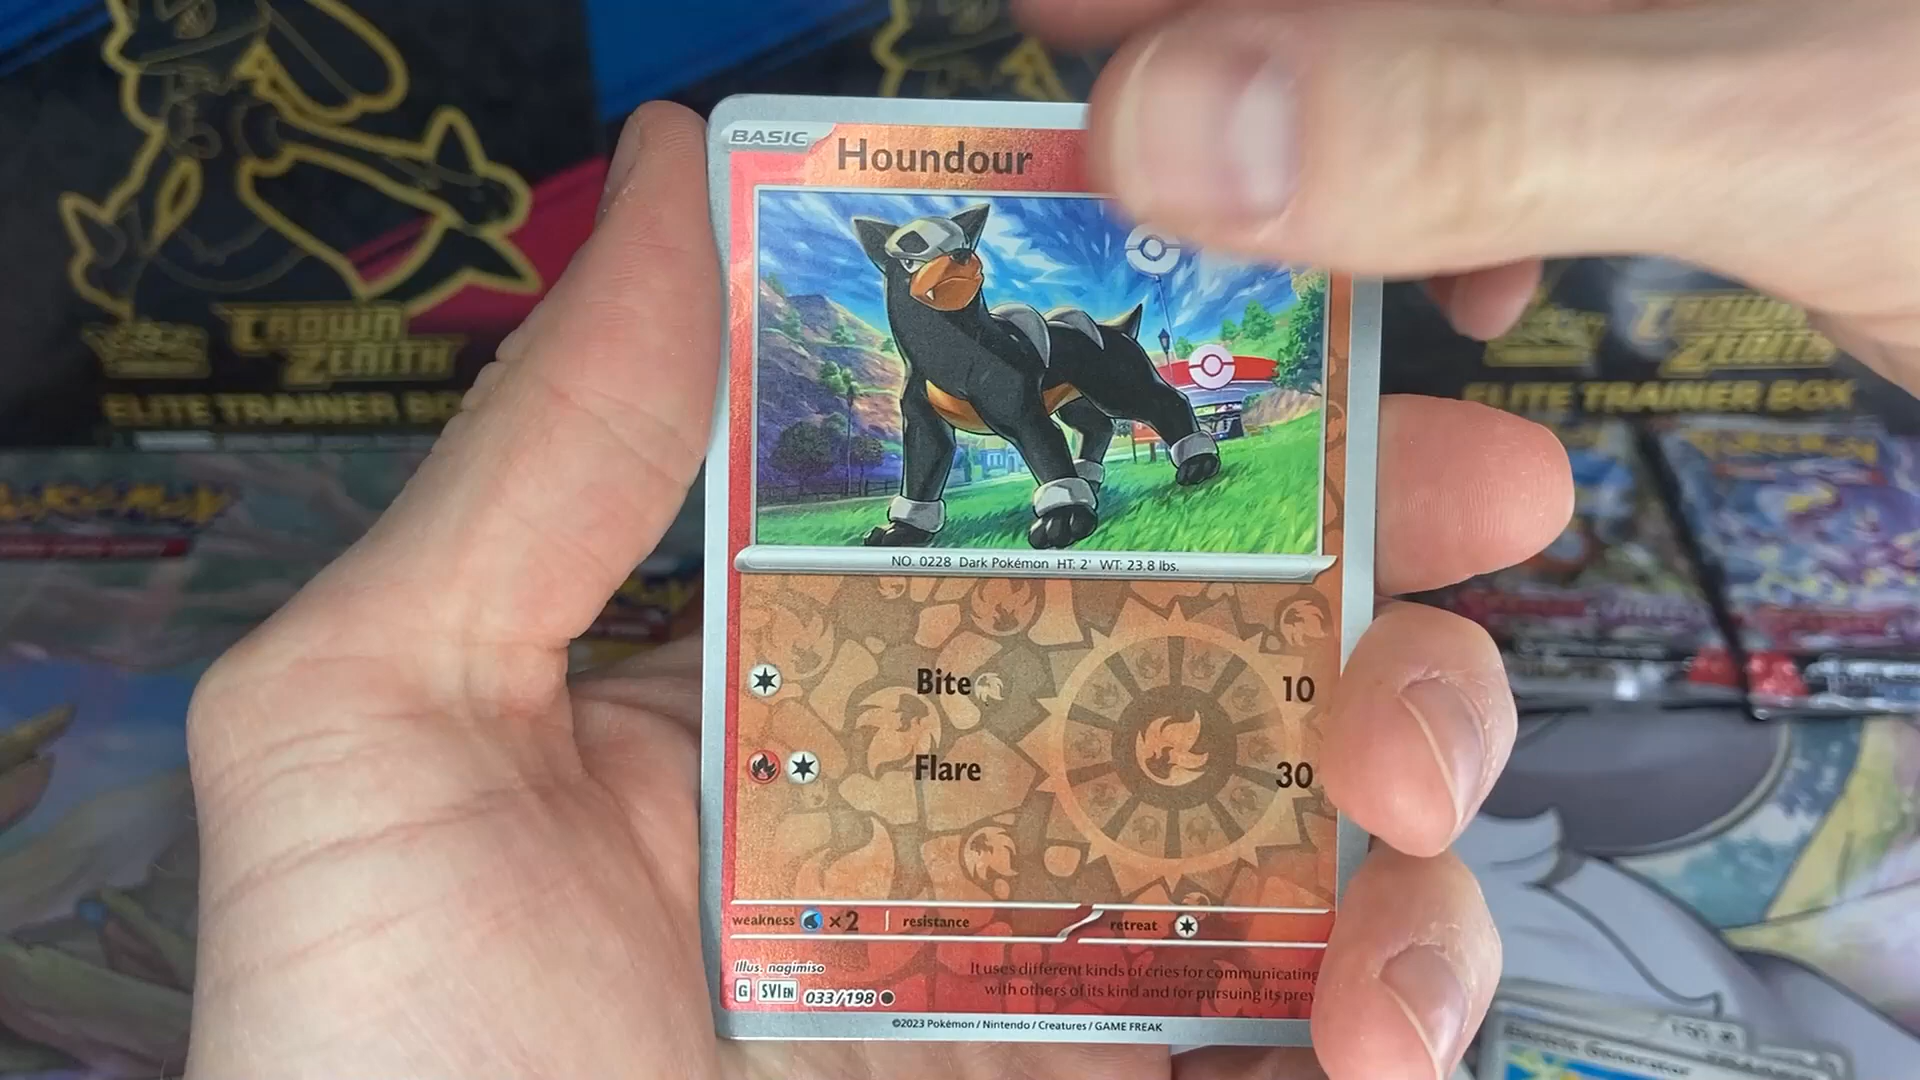 CROWN
ZENITH
ELITE TRAINER BO
CROWN
ZENITH
ELITE TRAINER BOX
BASIC
Houndour
NO. 0228 Dark Pokémon HT: 2' WT: 23.8 lbs.
Bite 10
Flare 30
weakness ×2 resistance retreat
Illus. nagimiso
It uses different kinds of cries for communicating
with others of its kind and for pursuing its prey
G SVI EN 033/198
©2023 Pokémon / Nintendo / Creatures / GAME FREAK
Electric Generator